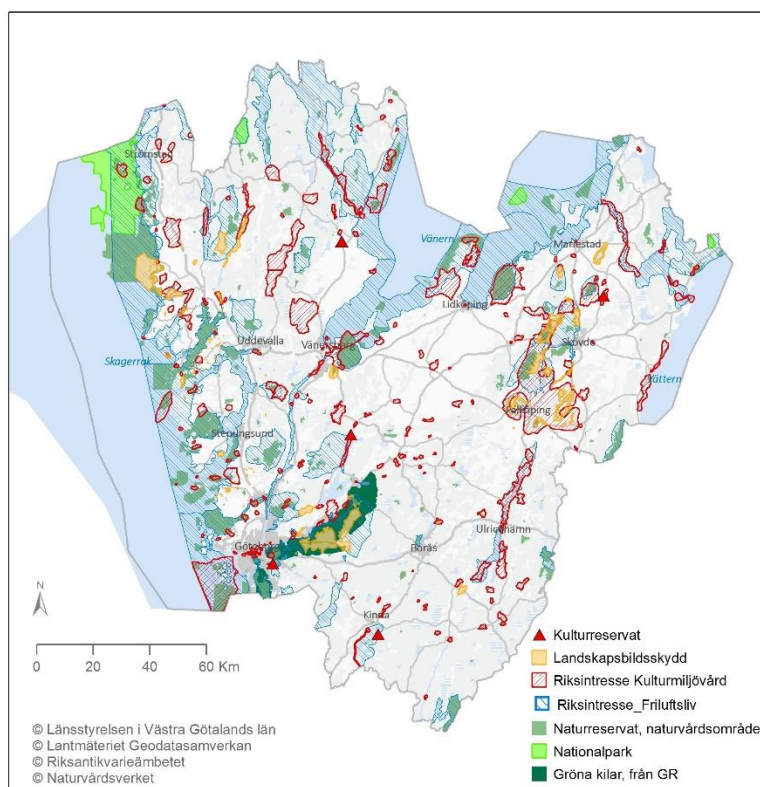 Strömstad
Vänern
Mariestad
Lidköping
Skagerrak
Uddevalla
Vänersborg
Skövde
Vättern
Falköping
Stenungsund
Göteborg
Borås
Ulricehamn
Kinna
N
0 20 40 60 Km
Kulturreservat
Landskapsbildsskydd
Riksintresse Kulturmiljövård
Riksintresse_Friluftsliv
Naturreservat, naturvårdsområde
Nationalpark
Gröna kilar, från GR
© Länsstyrelsen i Västra Götalands län
© Lantmäteriet Geodatasamverkan
© Riksantikvarieämbetet
© Naturvårdsverket